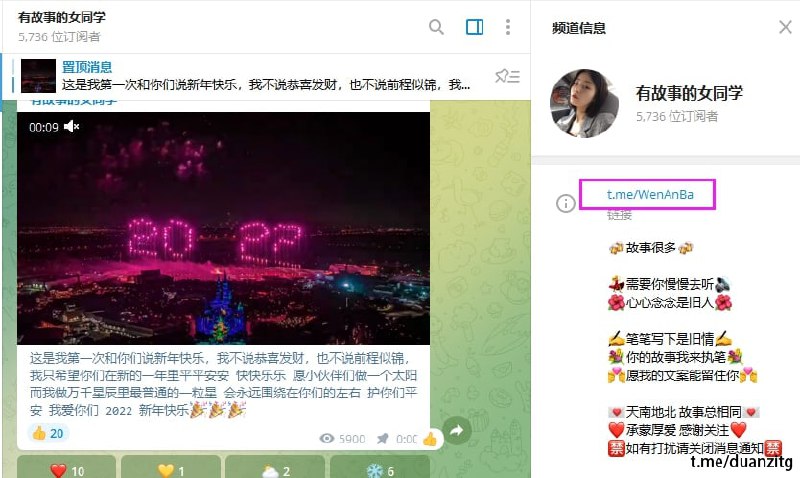 有故事的女同学
5,736 位订阅者
置顶消息
这是我第一次和你们说新年快乐，我不说恭喜发财，也不说前程似锦，我...
有故事的女同学
00:09
2022
这是我第一次和你们说新年快乐，我不说恭喜发财，也不说前程似锦，
我只希望你们在新的一年里平平安安 快快乐乐 愿小伙伴们做一个太阳
而我做万千星辰里最普通的一粒星 会永远围绕在你们的左右 护你们平
安 我爱你们 2022 新年快乐🎉🎉🎉
👍 20
5900
0:00
❤️ 10
💛 1
⛅ 2
❄️ 6
频道信息
有故事的女同学
5,736 位订阅者
t.me/WenAnBa
链接
🍻故事很多🍻
💃需要你慢慢去听🔊
🌺心心念念是旧人🌺
✍️笔笔写下是旧情✍️
💐你的故事我来执笔💐
💏愿我的文案能留住你💏
💌天南地北 故事总相同💌
❤️承蒙厚爱 感谢关注❤️
🈲如有打扰请关闭消息通知🈲
t.me/duanzitg